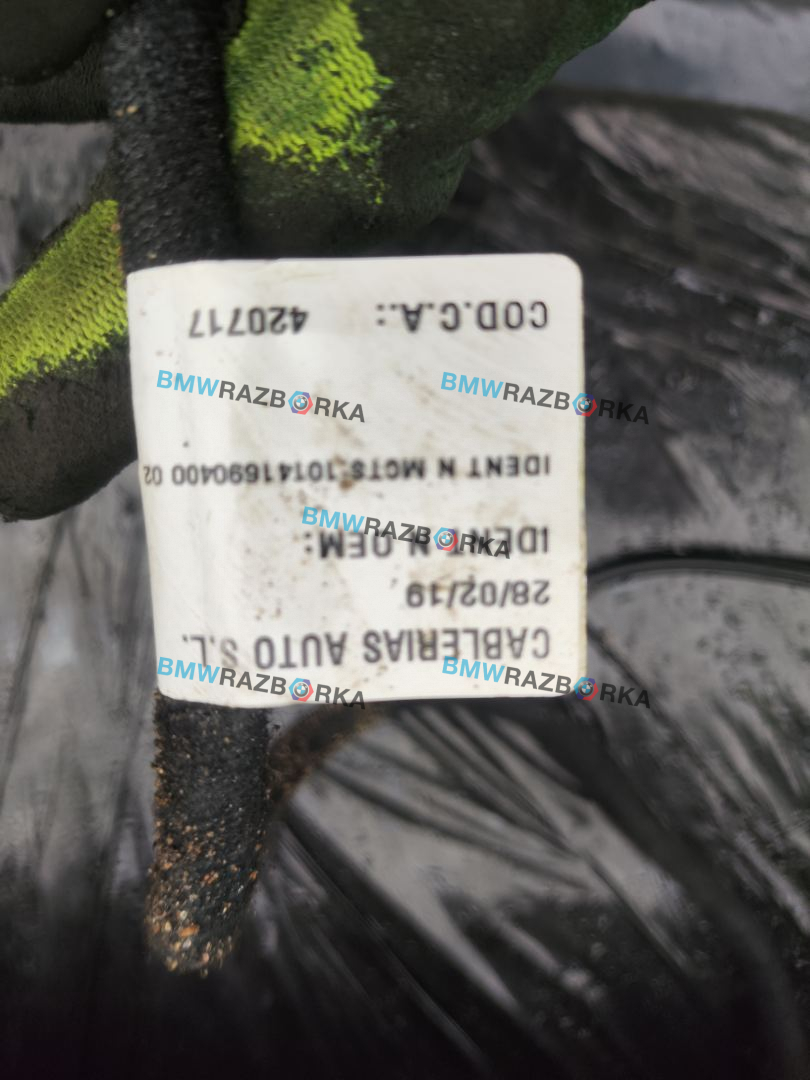 CABLERIAS AUTO S.L.
28/02/19
IDENT N OEM:
IDENT N MCTS:10141690400 02
COD.C.A.: 420717
BMWRAZBORKA
BMWRAZBORKA
BMWRAZBORKA
BMWRAZBORKA
BMWRAZBORKA